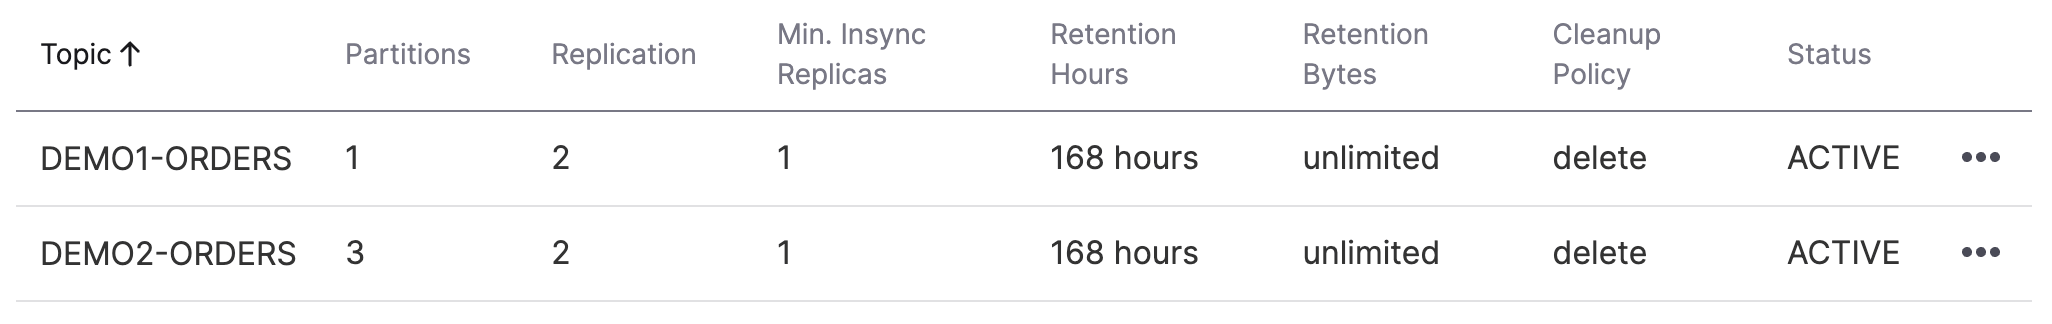 Topic ↑ Partitions Replication Min. Insync Replicas Retention Hours Retention Bytes Cleanup Policy Status
DEMO1-ORDERS 1 2 1 168 hours unlimited delete ACTIVE •••
DEMO2-ORDERS 3 2 1 168 hours unlimited delete ACTIVE •••